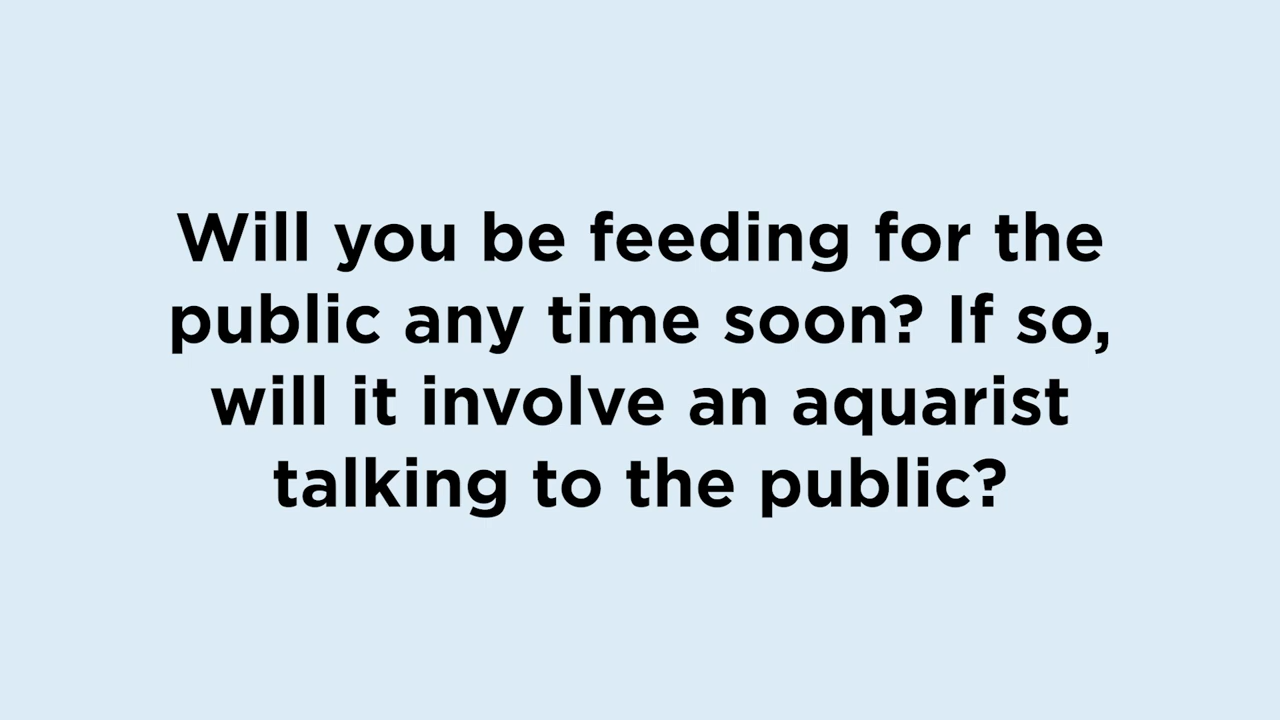 Will you be feeding for the
public any time soon? If so,
will it involve an aquarist
talking to the public?